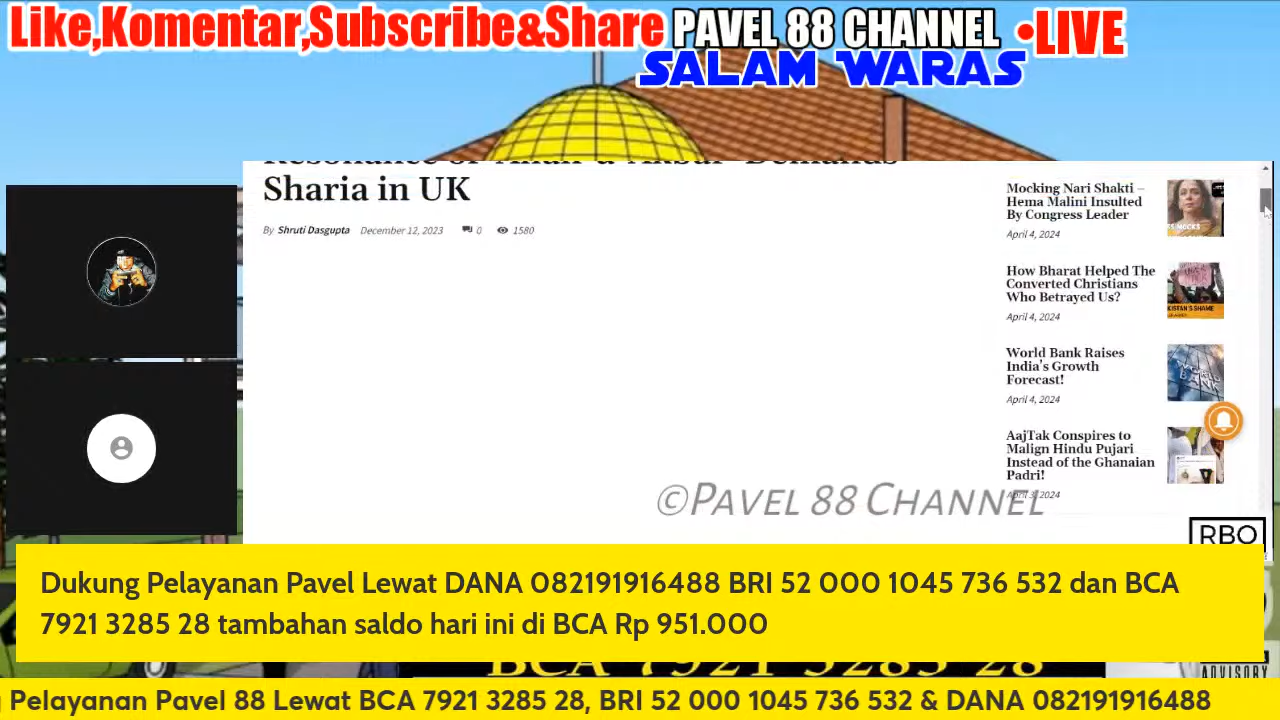 Like,Komentar,Subscribe&Share PAVEL 88 CHANNEL •LIVE
SALAM WARAS
Sharia in UK
By Shruti Dasgupta December 12, 2023 0 1580
Mocking Nari Shakti –
Hema Malini Insulted
By Congress Leader
April 4, 2024
How Bharat Helped The
Converted Christians
Who Betrayed Us?
April 4, 2024
World Bank Raises
India's Growth
Forecast!
April 4, 2024
AajTak Conspires to
Malign Hindu Pujari
Instead of the Ghanaian
Padri!
April 3, 2024
©PAVEL 88 CHANNEL
RBO
Dukung Pelayanan Pavel Lewat DANA 082191916488 BRI 52 000 1045 736 532 dan BCA
7921 3285 28 tambahan saldo hari ini di BCA Rp 951.000
BCA 7921 3285 28
ADVISORY
Pelayanan Pavel 88 Lewat BCA 7921 3285 28, BRI 52 000 1045 736 532 & DANA 082191916488